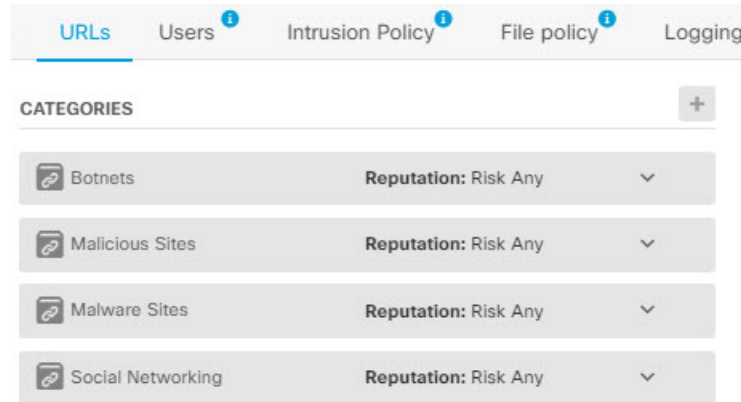 URLs Users i Intrusion Policy i File policy i Logging
CATEGORIES +
Botnets Reputation: Risk Any
Malicious Sites Reputation: Risk Any
Malware Sites Reputation: Risk Any
Social Networking Reputation: Risk Any